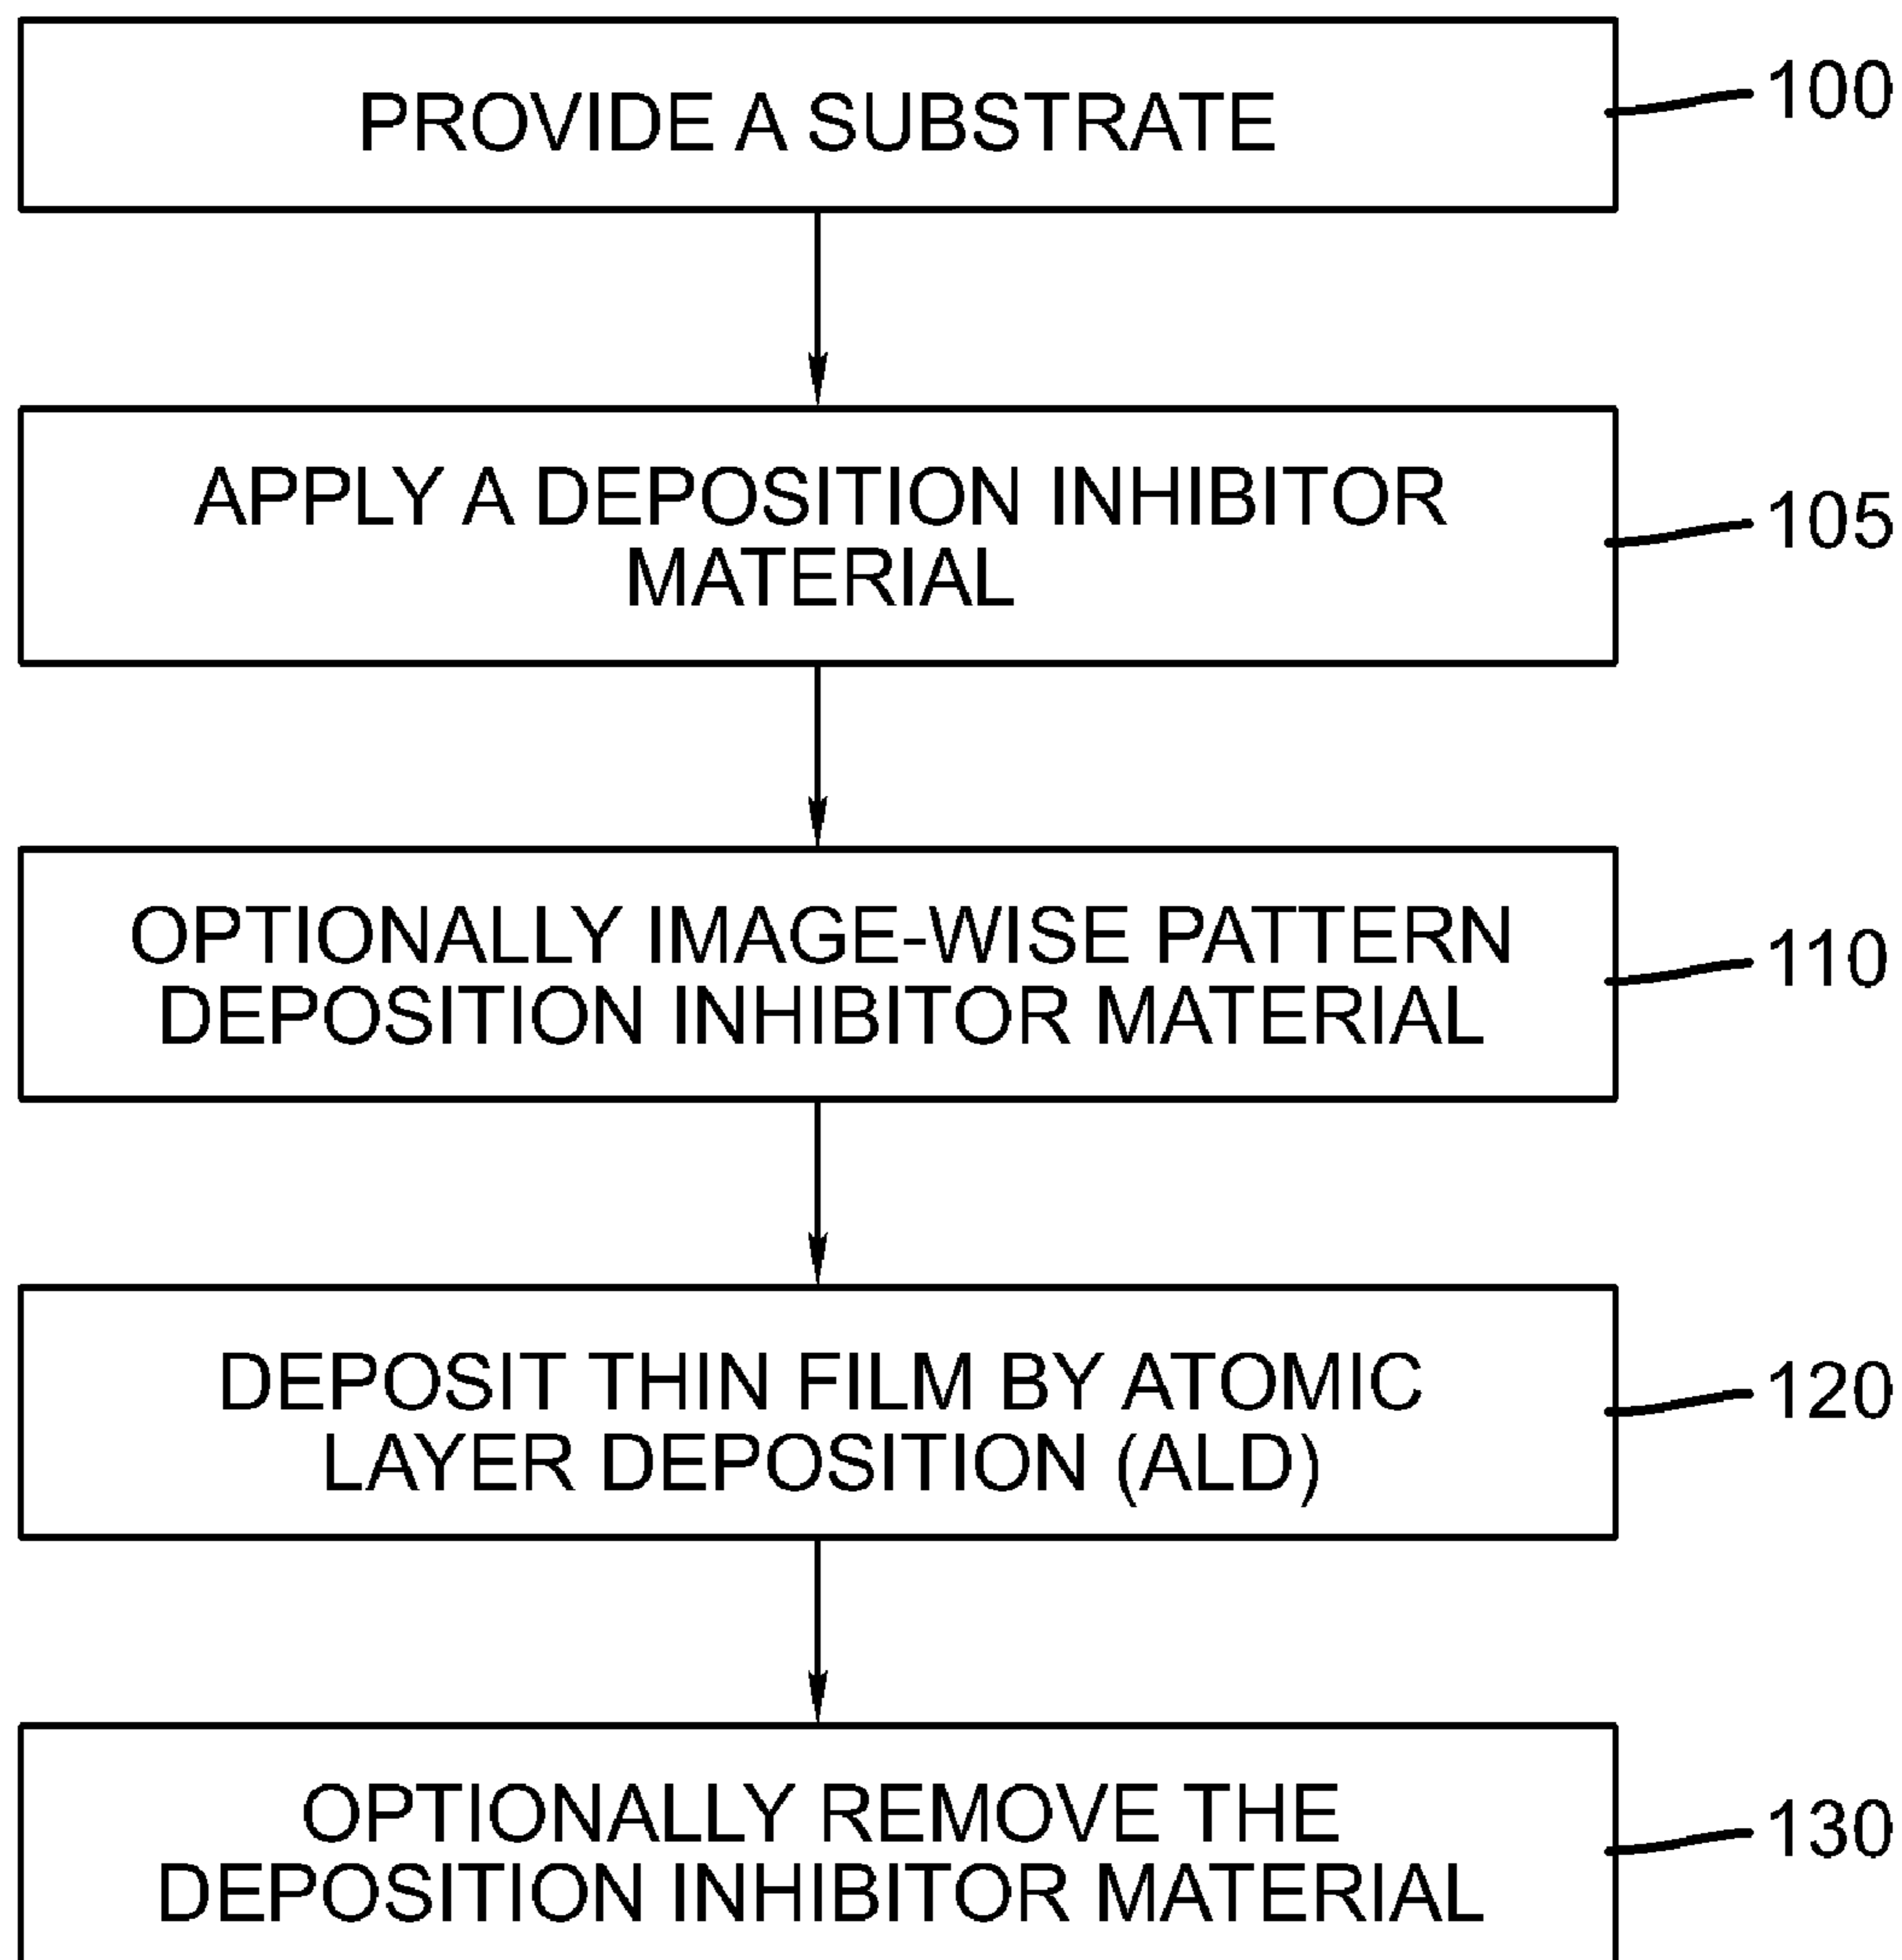 PROVIDE A SUBSTRATE
100
APPLY A DEPOSITION INHIBITOR
MATERIAL
105
OPTIONALLY IMAGE-WISE PATTERN
DEPOSITION INHIBITOR MATERIAL
110
DEPOSIT THIN FILM BY ATOMIC
LAYER DEPOSITION (ALD)
120
OPTIONALLY REMOVE THE
DEPOSITION INHIBITOR MATERIAL
130